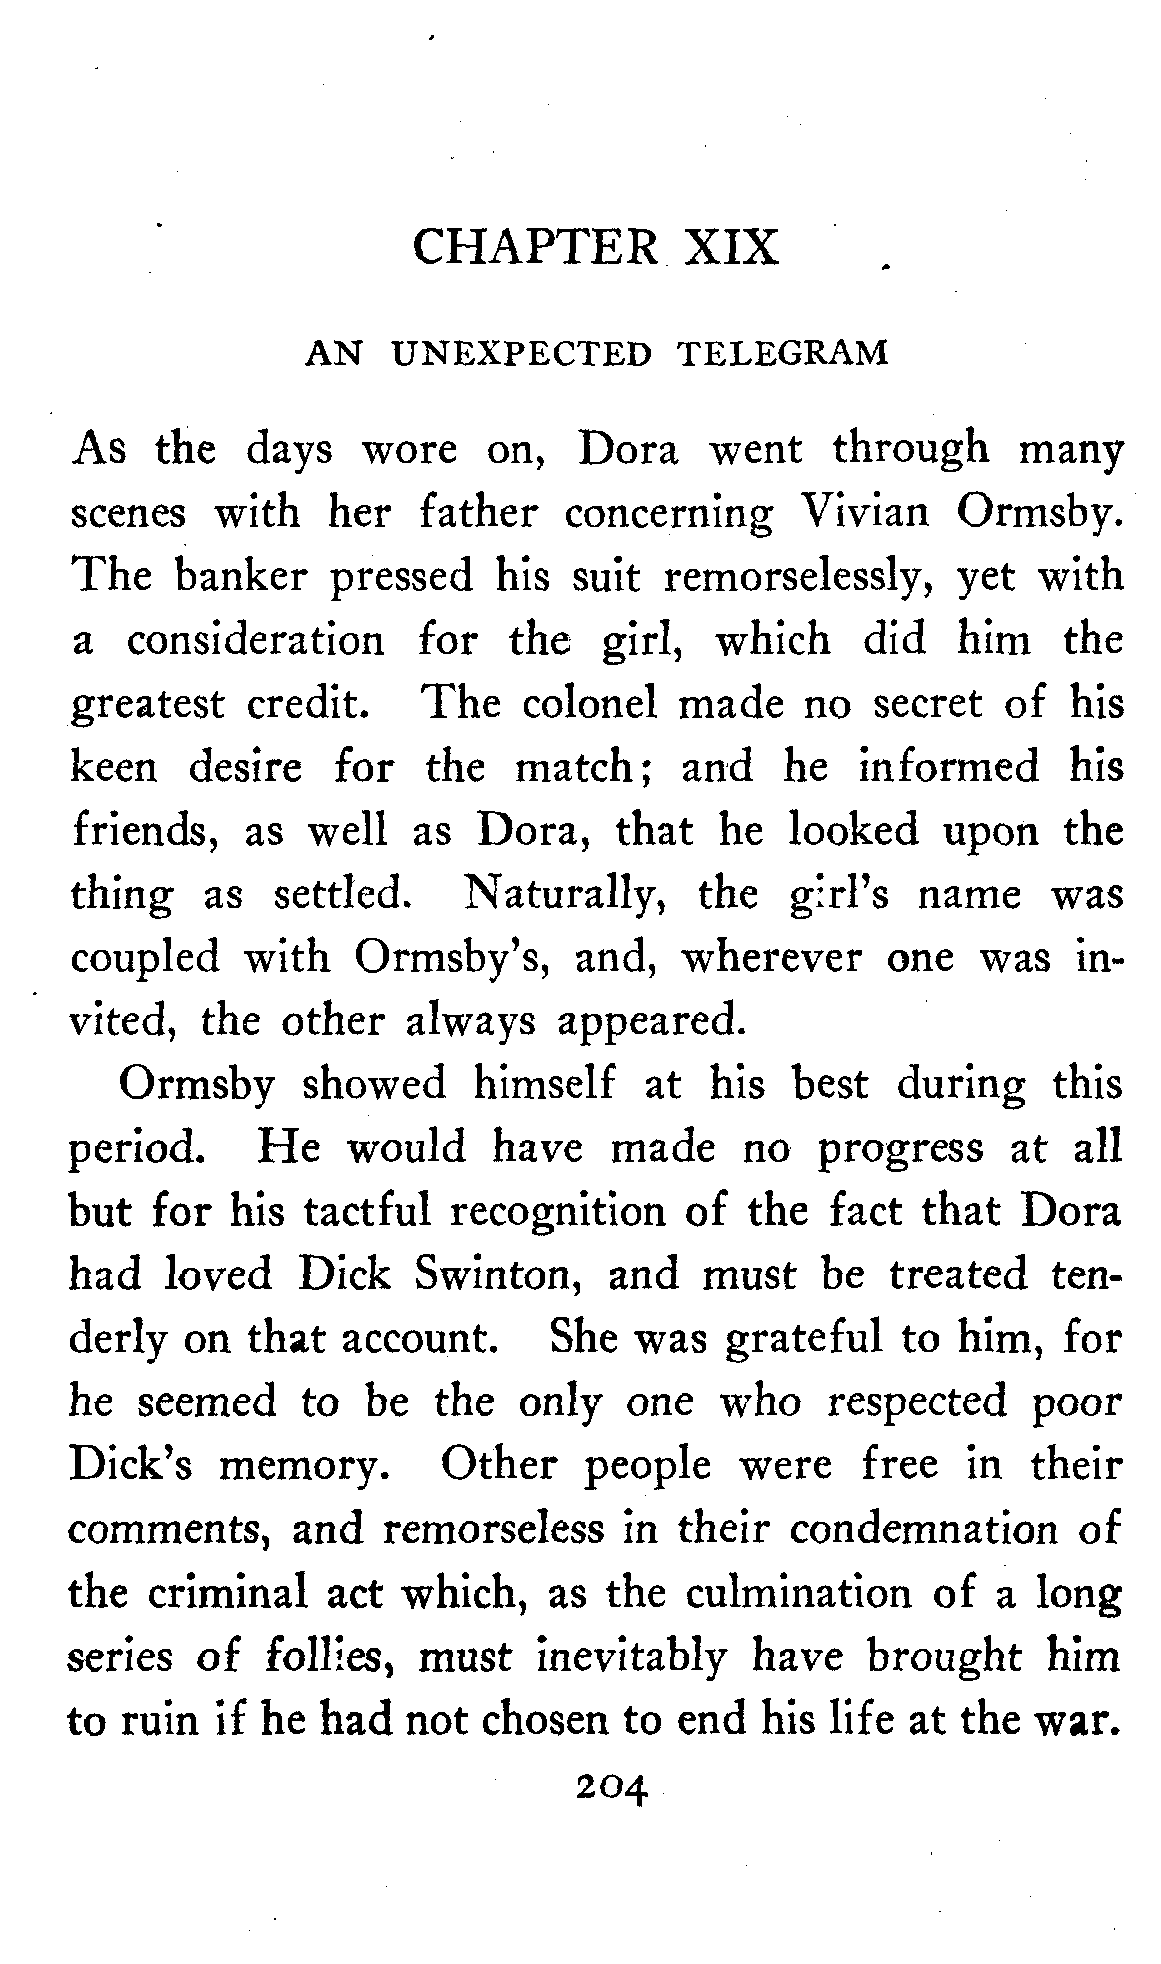 CHAPTER XIX
AN UNEXPECTED TELEGRAM
As the days wore on, Dora went through many
scenes with her father concerning Vivian Ormsby.
The banker pressed his suit remorselessly, yet with
a consideration for the girl, which did him the
greatest credit. The colonel made no secret of his
keen desire for the match; and he informed his
friends, as well as Dora, that he looked upon the
thing as settled. Naturally, the girl's name was
coupled with Ormsby's, and, wherever one was in-
vited, the other always appeared.
Ormsby showed himself at his best during this
period. He would have made no progress at all
but for his tactful recognition of the fact that Dora
had loved Dick Swinton, and must be treated ten-
derly on that account. She was grateful to him, for
he seemed to be the only one who respected poor
Dick's memory. Other people were free in their
comments, and remorseless in their condemnation of
the criminal act which, as the culmination of a long
series of follies, must inevitably have brought him
to ruin if he had not chosen to end his life at the war.
204